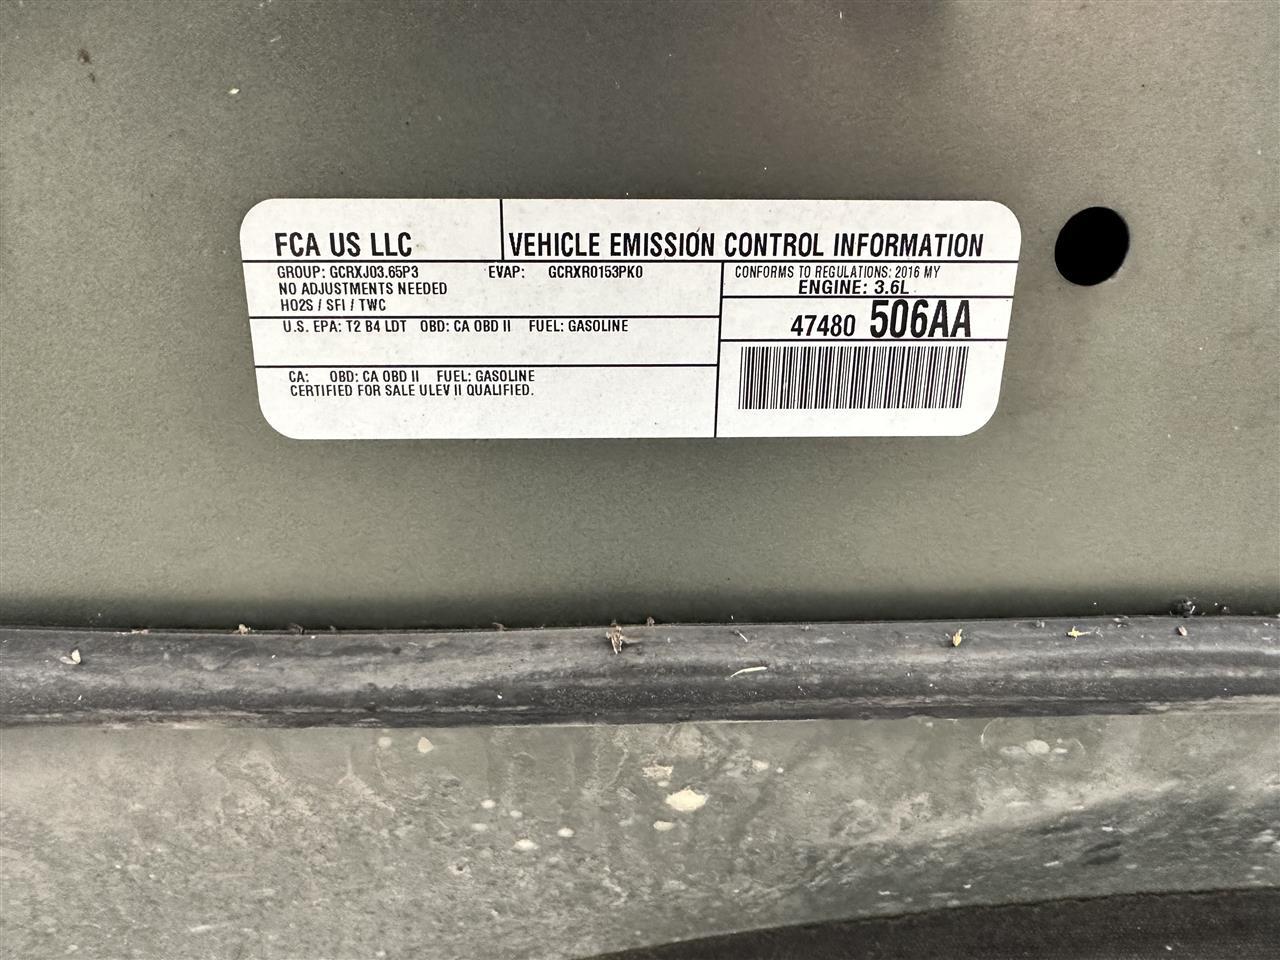 FCA US LLC
VEHICLE EMISSION CONTROL INFORMATION
GROUP: GCRXJ03.65P3 EVAP: GCRXR0153PK0
NO ADJUSTMENTS NEEDED
HO2S / SFI / TWC
CONFORMS TO REGULATIONS: 2016 MY
ENGINE: 3.6L
47480 506AA
U.S. EPA: T2 B4 LDT OBD: CA OBD II FUEL: GASOLINE
CA: OBD: CA OBD II FUEL: GASOLINE
CERTIFIED FOR SALE ULEV II QUALIFIED.